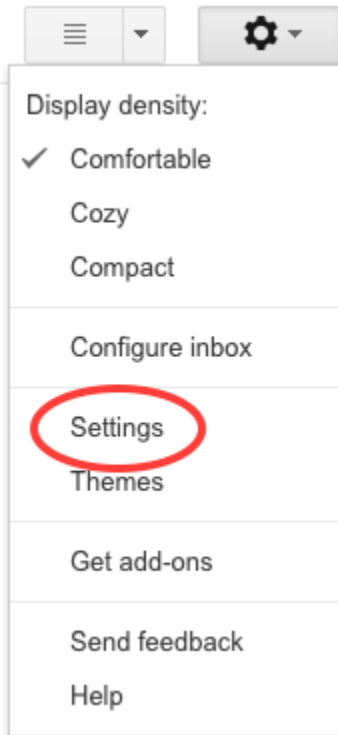 Display density:
Comfortable
Cozy
Compact
Configure inbox
Settings
Themes
Get add-ons
Send feedback
Help